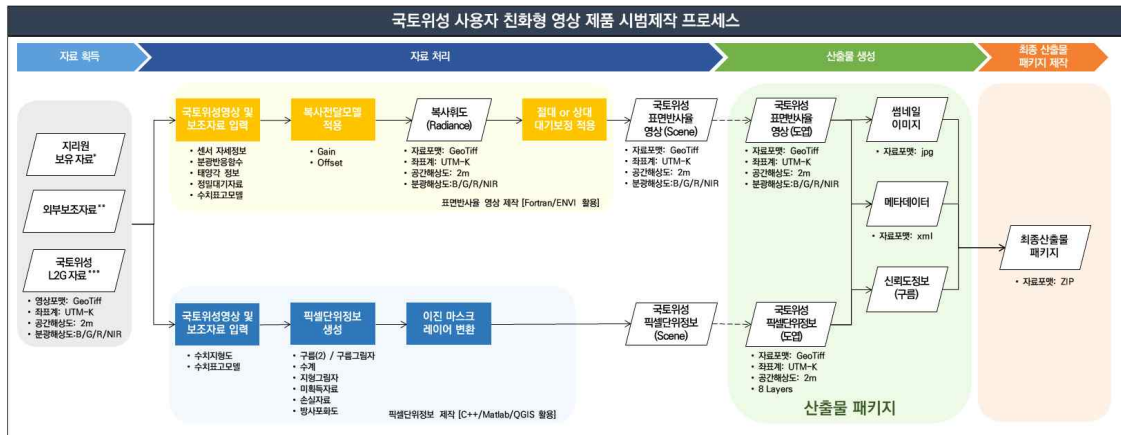 국토위성 사용자 친화형 영상 제품 시범제작 프로세스
자료 획득
자료 처리
산출물 생성
최종 산출물
패키지 제작
지리원
보유 자료*
외부보조자료**
국토위성
L2G 자료***
• 영상포맷: GeoTiff
• 좌표계: UTM-K
• 공간해상도: 2m
• 분광해상도:B/G/R/NIR
국토위성영상 및
보조자료 입력
• 센서 자세정보
• 분광반응함수
• 태양각 정보
• 정밀대기자료
• 수치표고모델
복사전달모델
적용
• Gain
• Offset
복사휘도
(Radiance)
• 자료포맷: GeoTiff
• 좌표계: UTM-K
• 공간해상도: 2m
• 분광해상도:B/G/R/NIR
절대 or 상대
대기보정 적용
표면반사율 영상 제작 [Fortran/ENVI 활용]
국토위성
표면반사율
영상 (Scene)
• 자료포맷: GeoTiff
• 좌표계: UTM-K
• 공간해상도: 2m
• 분광해상도:B/G/R/NIR
국토위성
표면반사율
영상 (도엽)
• 자료포맷: GeoTiff
• 좌표계: UTM-K
• 공간해상도: 2m
• 분광해상도:B/G/R/NIR
썸네일
이미지
• 자료포맷: jpg
메타데이터
• 자료포맷: xml
신뢰도정보
(구름)
최종산출물
패키지
• 자료포맷: ZIP
국토위성영상 및
보조자료 입력
• 수치지형도
• 수치표고모델
픽셀단위정보
생성
• 구름(2) / 구름그림자
• 수계
• 지형그림자
• 미획득자료
• 손실자료
• 방사포화도
이진 마스크
레이어 변환
픽셀단위정보 제작 [C++/Matlab/QGIS 활용]
국토위성
픽셀단위정보
(Scene)
국토위성
픽셀단위정보
(도엽)
• 자료포맷: GeoTiff
• 좌표계: UTM-K
• 공간해상도: 2m
• 8 Layers
산출물 패키지